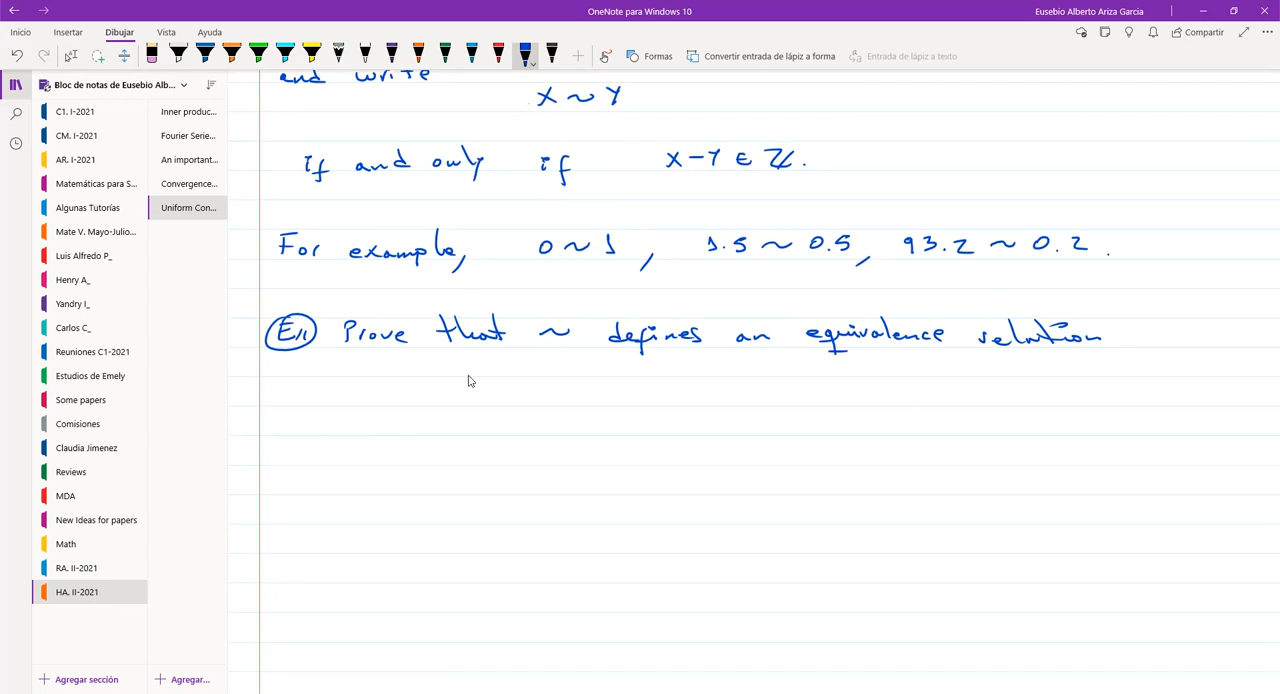 OneNote para Windows 10
Eusebio Alberto Ariza Garcia
Inicio
Insertar
Dibujar
Vista
Ayuda
Compartir
Formas
Convertir entrada de lápiz a forma
Entrada de lápiz a texto
Bloc de notas de Eusebio Alb...
C1. I-2021
CM. I-2021
AR. I-2021
Matemáticas para S...
Algunas Tutorías
Mate V. Mayo-Julio...
Luis Alfredo P_
Henry A_
Yandry I_
Carlos C_
Reuniones C1-2021
Estudios de Emely
Some papers
Comisiones
Claudia Jimenez
Reviews
MDA
New Ideas for papers
Math
RA. II-2021
HA. II-2021
Agregar sección
Inner produc...
Fourier Serie...
An important...
Convergence...
Uniform Con...
Agregar...
and write
X ~ Y
if and only if X-Y ∈ ℤ.
For example, 0 ~ 1, 1.5 ~ 0.5, 93.2 ~ 0.2.
Prove that ~ defines an equivalence relation